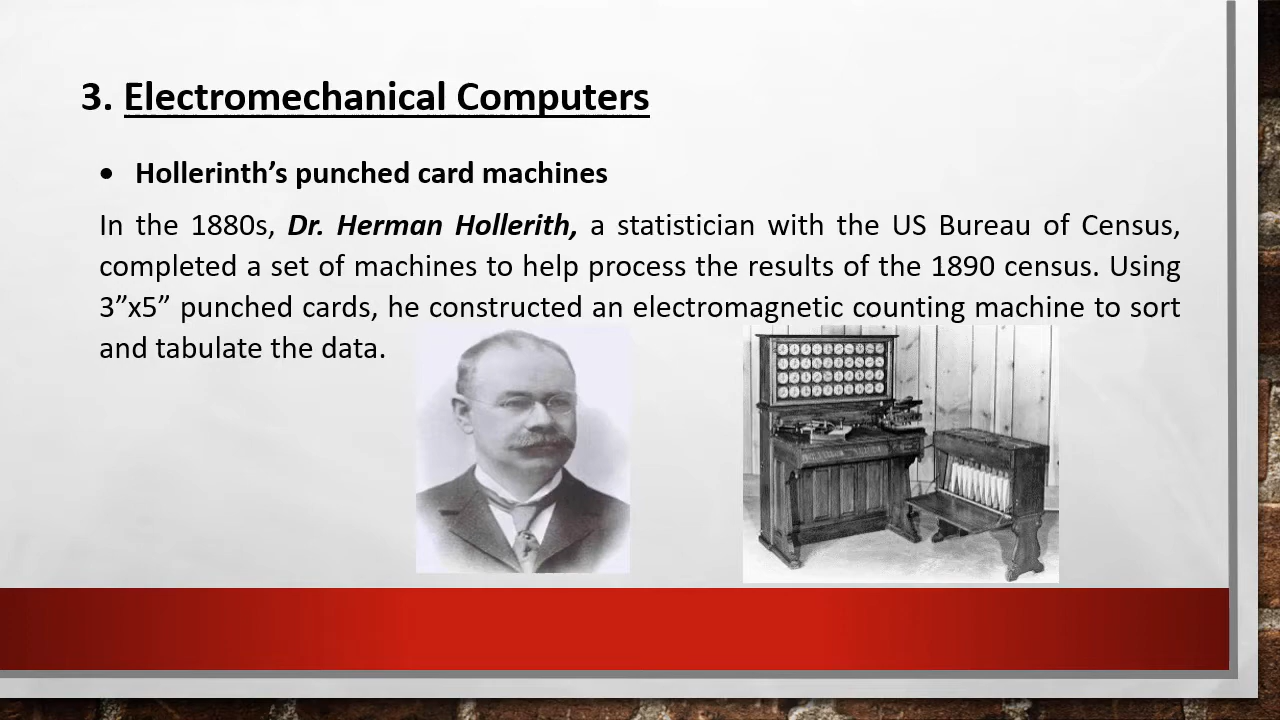 3. Electromechanical Computers
• Hollerinth’s punched card machines
In the 1880s, Dr. Herman Hollerith, a statistician with the US Bureau of Census,
completed a set of machines to help process the results of the 1890 census. Using
3”x5” punched cards, he constructed an electromagnetic counting machine to sort
and tabulate the data.